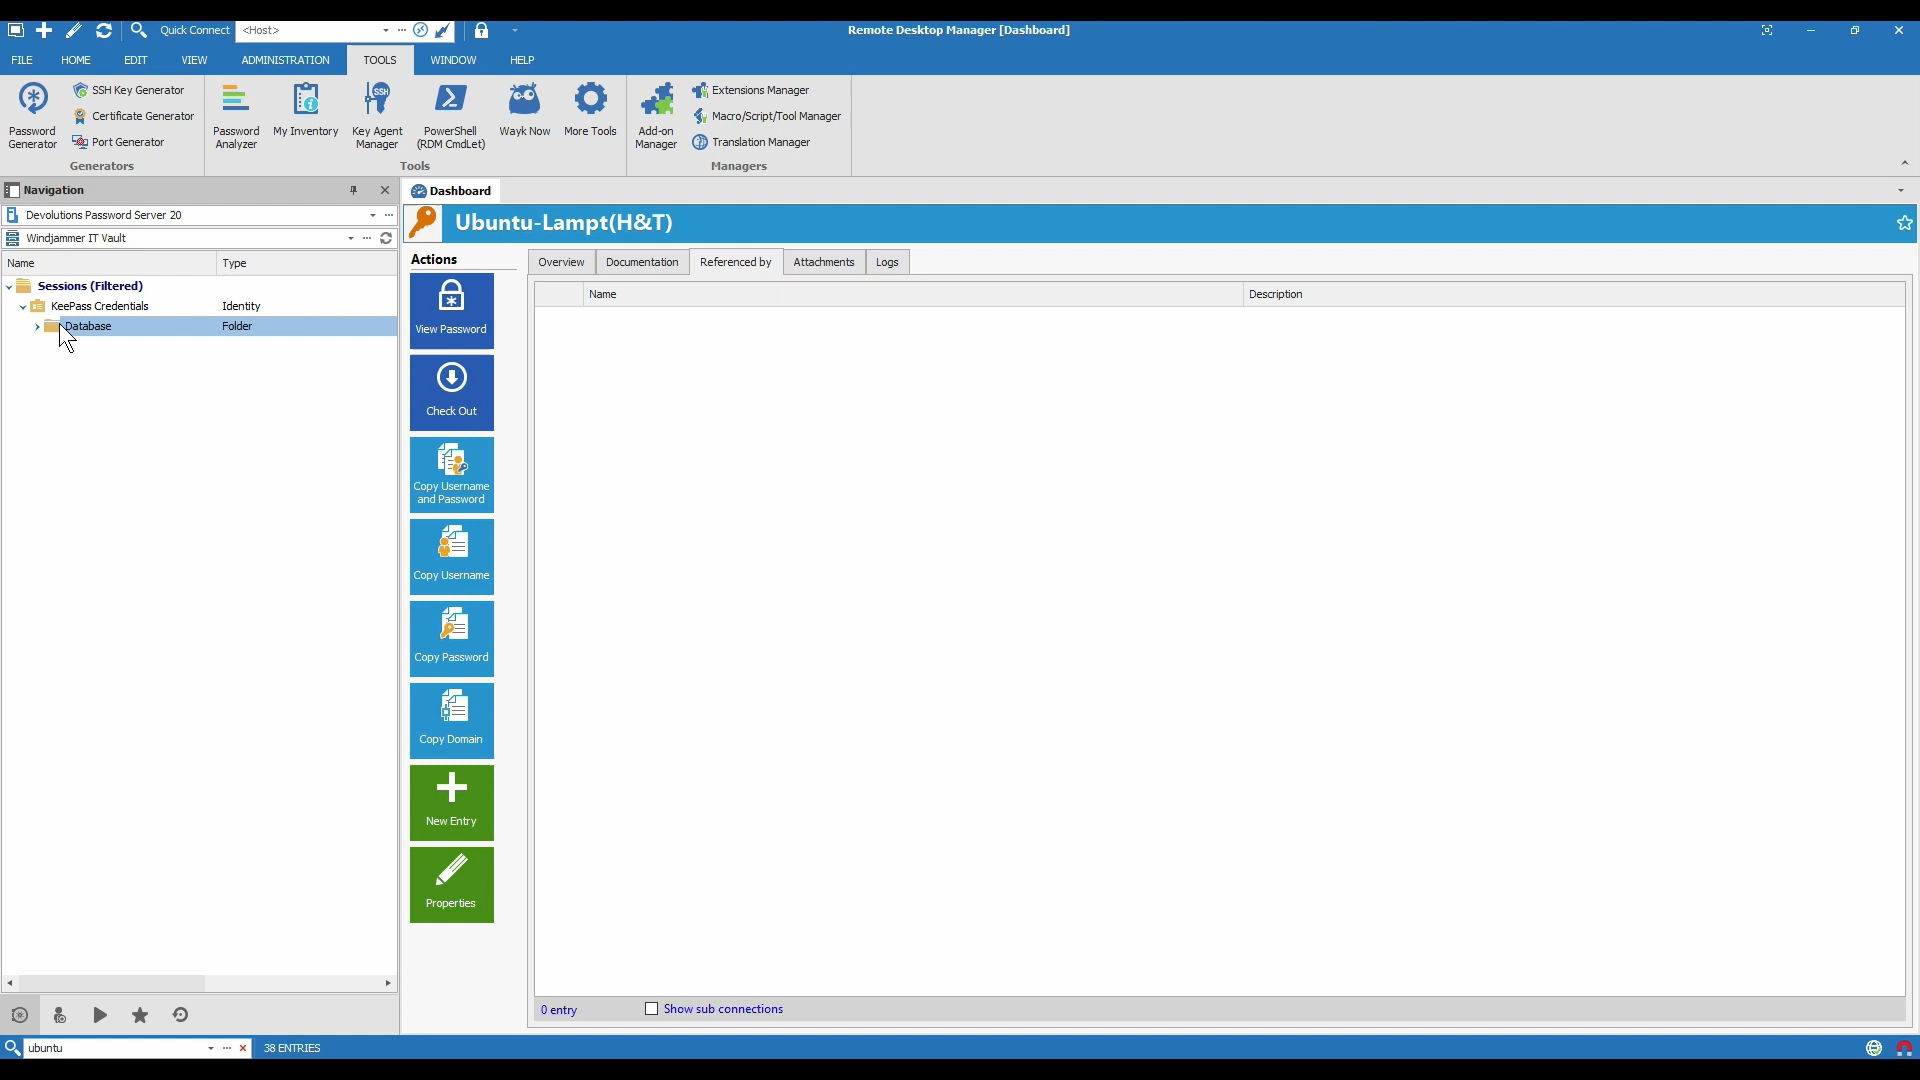 Quick Connect <Host> Remote Desktop Manager [Dashboard]
FILE HOME EDIT VIEW ADMINISTRATION TOOLS WINDOW HELP
Password Generator
SSH Key Generator
Certificate Generator
Port Generator
Generators
Password Analyzer
My Inventory
SSH
Key Agent Manager
PowerShell (RDM CmdLet)
Wayk Now
More Tools
Tools
Add-on Manager
Extensions Manager
Macro/Script/Tool Manager
Translation Manager
Managers
Navigation
Devolutions Password Server 20
Windjammer IT Vault
Name Type
Sessions (Filtered)
KeePass Credentials Identity
Database Folder
Dashboard
Ubuntu-Lampt(H&T)
Actions
View Password
Check Out
Copy Username
and Password
Copy Username
Copy Password
Copy Domain
New Entry
Properties
Overview Documentation Referenced by Attachments Logs
Name Description
0 entry Show sub connections
ubuntu 38 ENTRIES